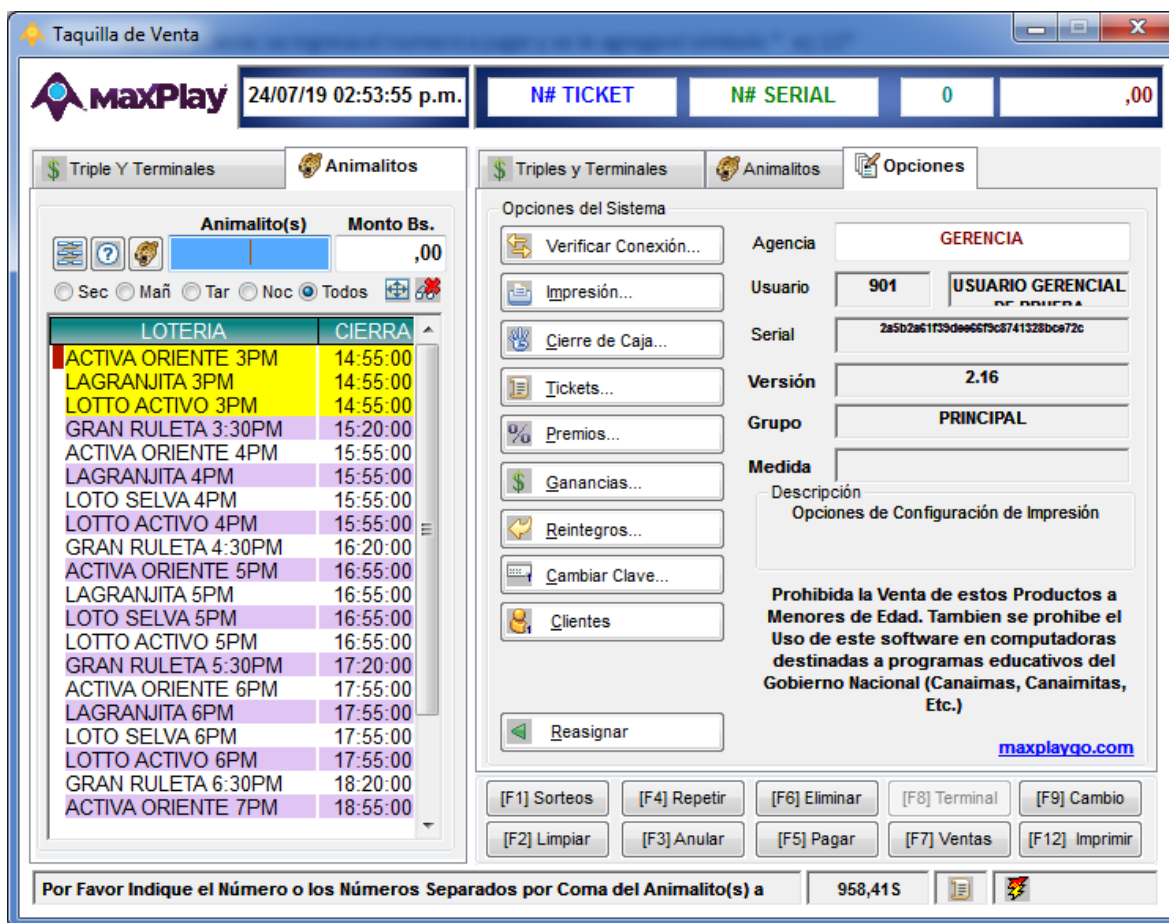 Taquilla de Venta
maxPlay
24/07/19 02:53:55 p.m.
N# TICKET
N# SERIAL
0
,00
Triple Y Terminales
Animalitos
Animalito(s)
Monto Bs.
,00
Sec
Mañ
Tar
Noc
Todos
LOTERIA CIERRA
ACTIVA ORIENTE 3PM 14:55:00
LAGRANJITA 3PM 14:55:00
LOTTO ACTIVO 3PM 14:55:00
GRAN RULETA 3:30PM 15:20:00
ACTIVA ORIENTE 4PM 15:55:00
LAGRANJITA 4PM 15:55:00
LOTO SELVA 4PM 15:55:00
LOTTO ACTIVO 4PM 15:55:00
GRAN RULETA 4:30PM 16:20:00
ACTIVA ORIENTE 5PM 16:55:00
LAGRANJITA 5PM 16:55:00
LOTO SELVA 5PM 16:55:00
LOTTO ACTIVO 5PM 16:55:00
GRAN RULETA 5:30PM 17:20:00
ACTIVA ORIENTE 6PM 17:55:00
LAGRANJITA 6PM 17:55:00
LOTO SELVA 6PM 17:55:00
LOTTO ACTIVO 6PM 17:55:00
GRAN RULETA 6:30PM 18:20:00
ACTIVA ORIENTE 7PM 18:55:00
Triples y Terminales
Animalitos
Opciones
Opciones del Sistema
Verificar Conexión...
Impresión...
Cierre de Caja...
Tickets...
Premios...
Ganancias...
Reintegros...
Cambiar Clave...
Clientes
Reasignar
Agencia GERENCIA
Usuario 901 USUARIO GERENCIAL
DE PRUEBA
Serial 2a5b2a61f39dee66f9c8741328bce72c
Versión 2.16
Grupo PRINCIPAL
Medida
Descripción
Opciones de Configuración de Impresión
Prohibida la Venta de estos Productos a
Menores de Edad. Tambien se prohibe el
Uso de este software en computadoras
destinadas a programas educativos del
Gobierno Nacional (Canaimas, Canaimitas,
Etc.)
maxplaygo.com
[F1] Sorteos
[F4] Repetir
[F6] Eliminar
[F8] Terminal
[F9] Cambio
[F2] Limpiar
[F3] Anular
[F5] Pagar
[F7] Ventas
[F12] Imprimir
Por Favor Indique el Número o los Números Separados por Coma del Animalito(s) a
958,41S